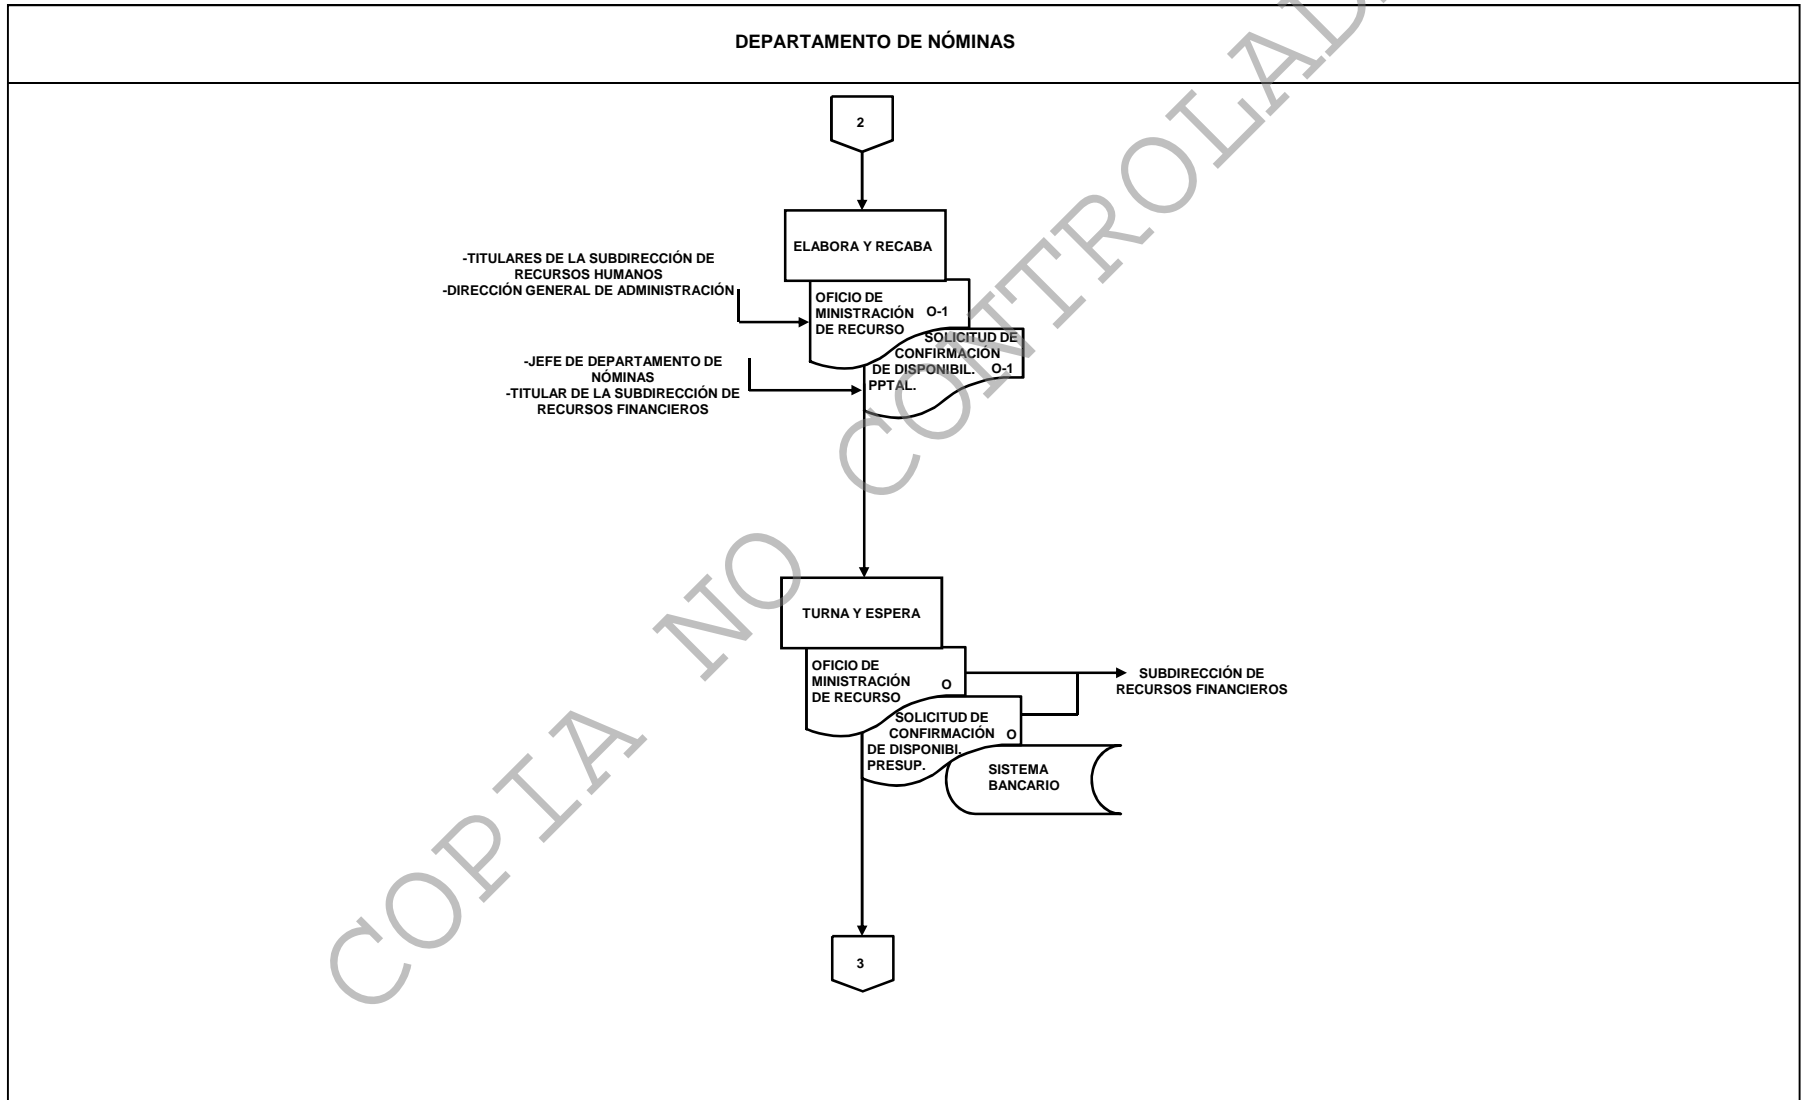 DEPARTAMENTO DE NÓMINAS
2
ELABORA Y RECABA
-TITULARES DE LA SUBDIRECCIÓN DE
RECURSOS HUMANOS
-DIRECCIÓN GENERAL DE ADMINISTRACIÓN
OFICIO DE
MINISTRACIÓN O-1
DE RECURSO
SOLICITUD DE
CONFIRMACIÓN
DE DISPONIBIL. O-1
PPTAL.
-JEFE DE DEPARTAMENTO DE
NÓMINAS
-TITULAR DE LA SUBDIRECCIÓN DE
RECURSOS FINANCIEROS
TURNA Y ESPERA
OFICIO DE
MINISTRACIÓN O
DE RECURSO
SUBDIRECCIÓN DE
RECURSOS FINANCIEROS
SOLICITUD DE
CONFIRMACIÓN O
DE DISPONIBI.
PRESUP.
SISTEMA
BANCARIO
3
COPIA NO CONTROLAD